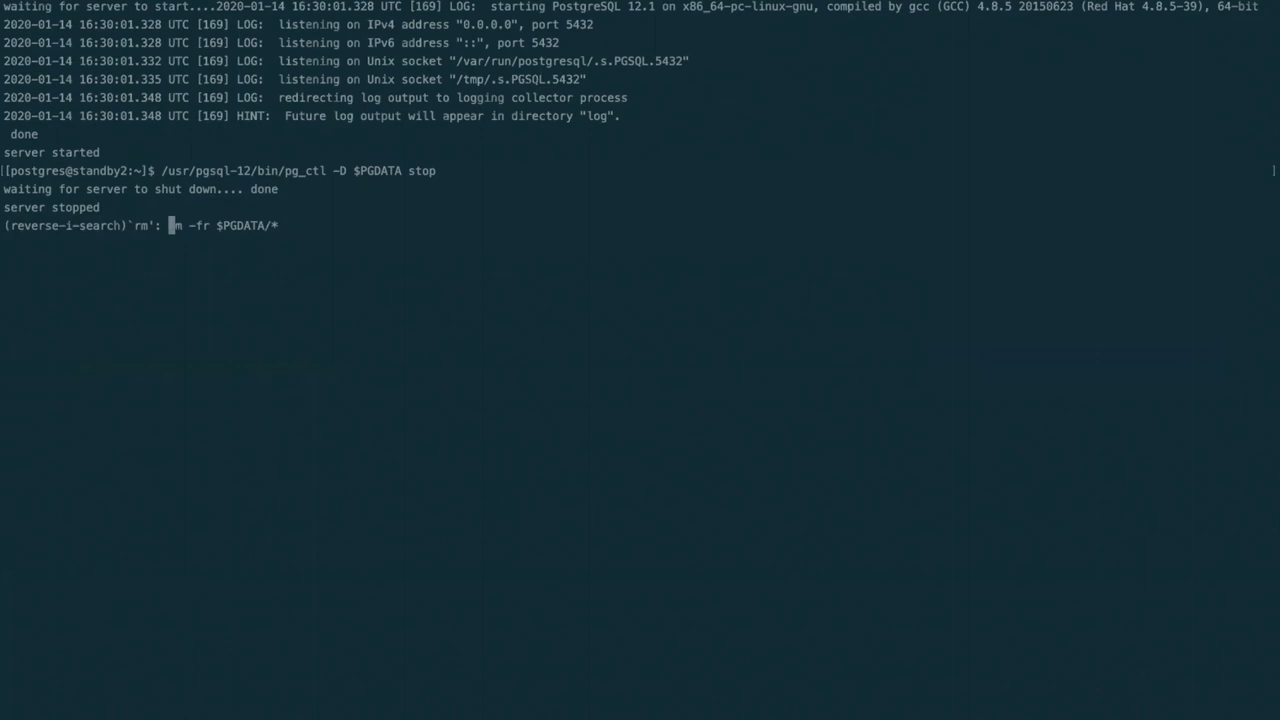 waiting for server to start....2020-01-14 16:30:01.328 UTC [169] LOG:  starting PostgreSQL 12.1 on x86_64-pc-linux-gnu, compiled by gcc (GCC) 4.8.5 20150623 (Red Hat 4.8.5-39), 64-bit
2020-01-14 16:30:01.328 UTC [169] LOG:  listening on IPv4 address "0.0.0.0", port 5432
2020-01-14 16:30:01.328 UTC [169] LOG:  listening on IPv6 address "::", port 5432
2020-01-14 16:30:01.332 UTC [169] LOG:  listening on Unix socket "/var/run/postgresql/.s.PGSQL.5432"
2020-01-14 16:30:01.335 UTC [169] LOG:  listening on Unix socket "/tmp/.s.PGSQL.5432"
2020-01-14 16:30:01.348 UTC [169] LOG:  redirecting log output to logging collector process
2020-01-14 16:30:01.348 UTC [169] HINT:  Future log output will appear in directory "log".
 done
server started
[[postgres@standby2:~]$ /usr/pgsql-12/bin/pg_ctl -D $PGDATA stop ]
waiting for server to shut down.... done
server stopped
(reverse-i-search)`rm': rm -fr $PGDATA/*